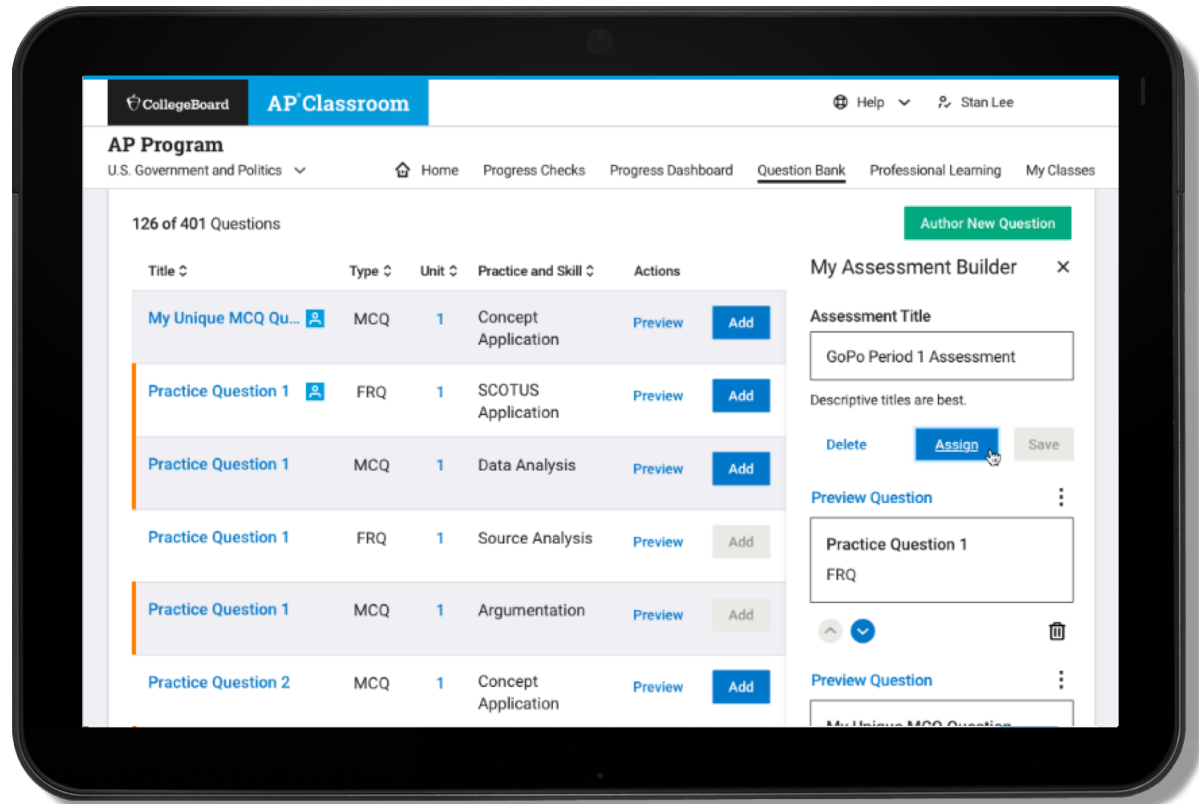 CollegeBoard
AP Classroom
Help
Stan Lee
AP Program
U.S. Government and Politics
Home
Progress Checks
Progress Dashboard
Question Bank
Professional Learning
My Classes
126 of 401 Questions
Author New Question
Title Type Unit Practice and Skill Actions
My Unique MCQ Qu... MCQ 1 Concept
Application
Preview Add
Practice Question 1 FRQ 1 SCOTUS
Application
Preview Add
Practice Question 1 MCQ 1 Data Analysis Preview Add
Practice Question 1 FRQ 1 Source Analysis Preview Add
Practice Question 1 MCQ 1 Argumentation Preview Add
Practice Question 2 MCQ 1 Concept
Application
Preview Add
My Assessment Builder
Assessment Title
GoPo Period 1 Assessment
Descriptive titles are best.
Delete Assign Save
Preview Question
Practice Question 1
FRQ
Preview Question
My Unique MCQ Question